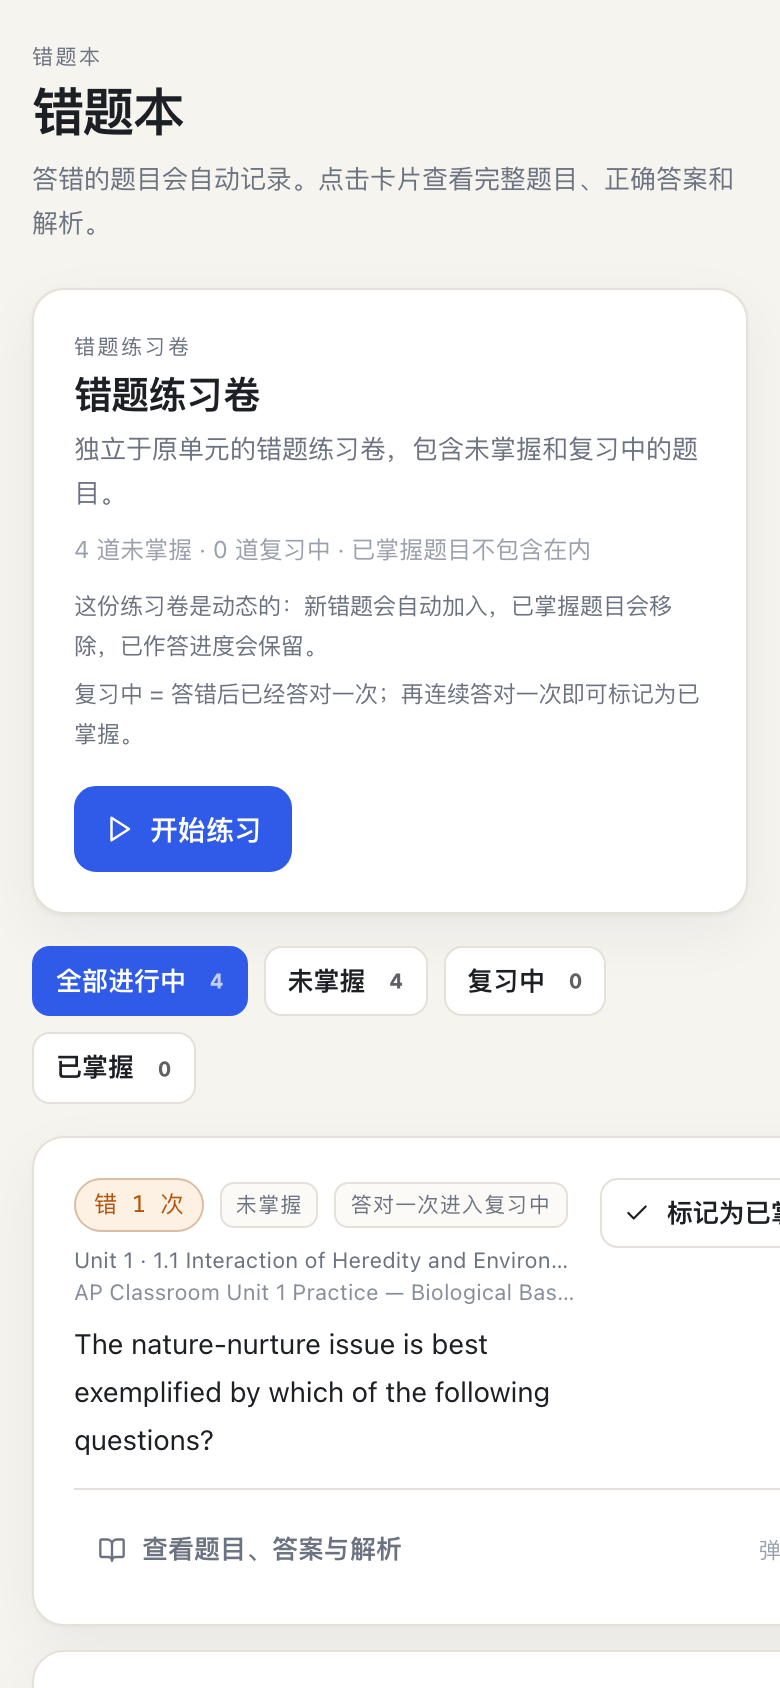 错题本
错题本
答错的题目会自动记录。点击卡片查看完整题目、正确答案和
解析。
错题练习卷
错题练习卷
独立于原单元的错题练习卷，包含未掌握和复习中的题
目。
4 道未掌握 · 0 道复习中 · 已掌握题目不包含在内
这份练习卷是动态的：新错题会自动加入，已掌握题目会移
除，已作答进度会保留。
复习中 = 答错后已经答对一次；再连续答对一次即可标记为已
掌握。
开始练习
全部进行中 4 未掌握 4 复习中 0
已掌握 0
错 1 次 未掌握 答对一次进入复习中 标记为已掌
Unit 1 · 1.1 Interaction of Heredity and Environ...
AP Classroom Unit 1 Practice — Biological Bas...
The nature-nurture issue is best
exemplified by which of the following
questions?
查看题目、答案与解析 弹